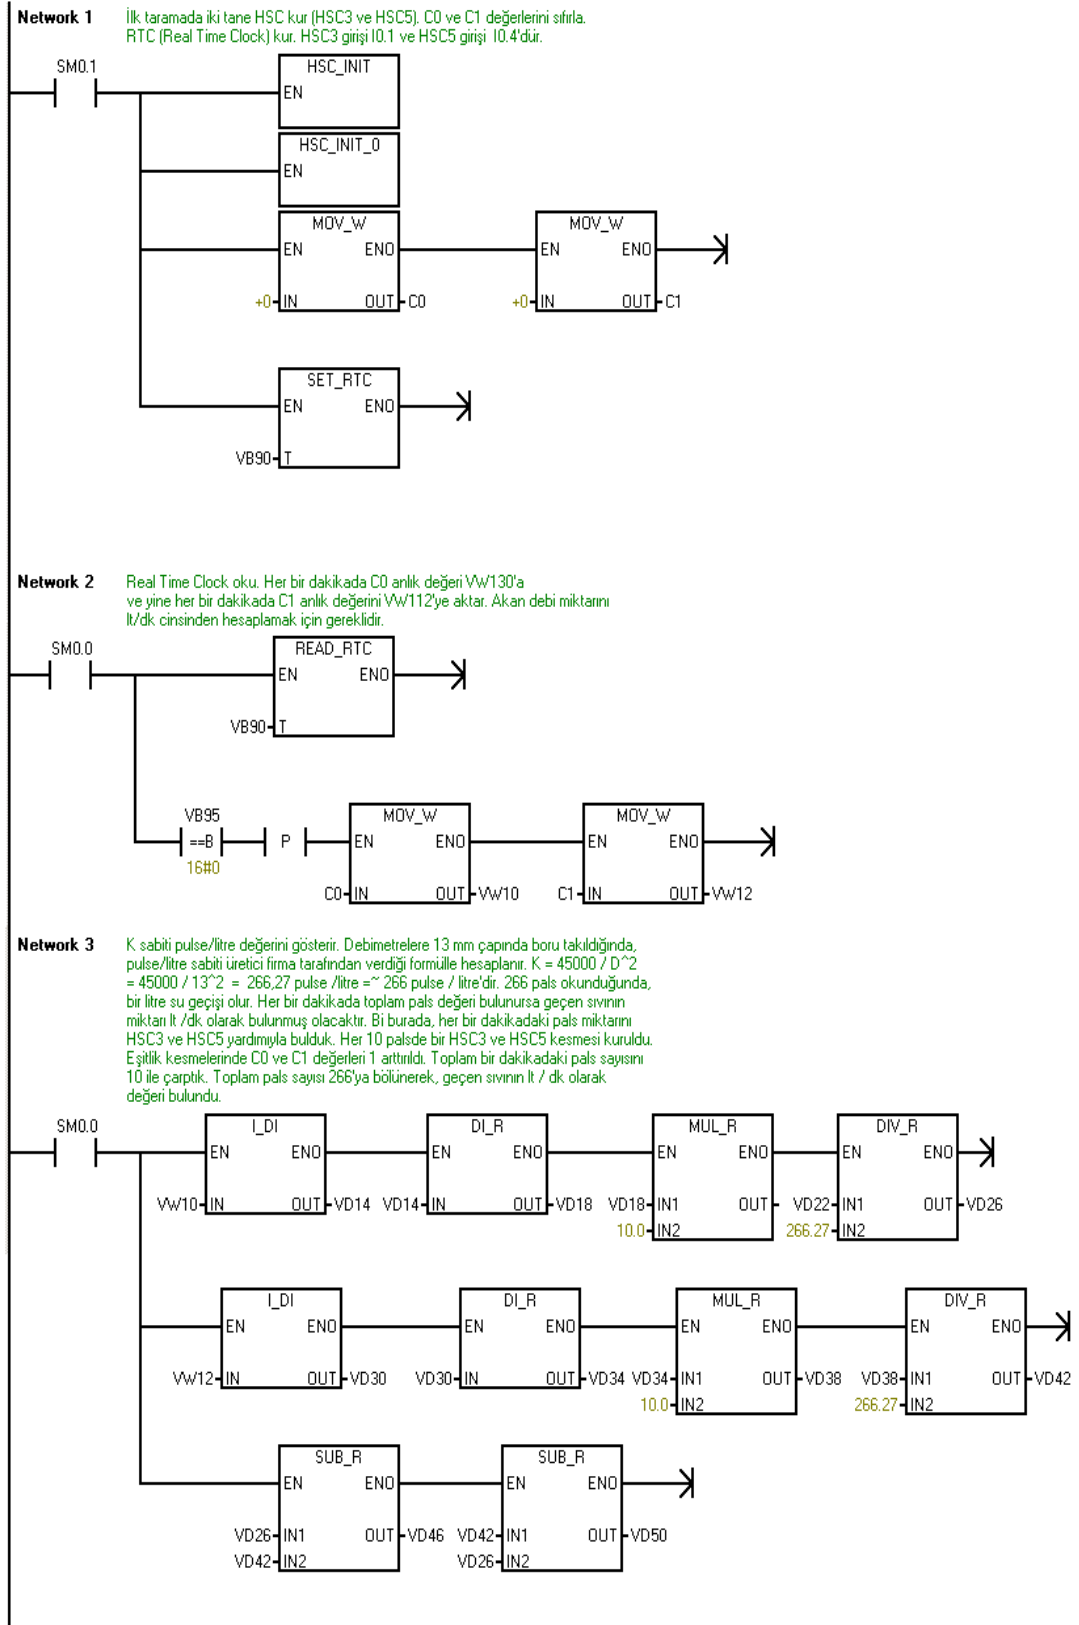 Network 1 İlk taramada iki tane HSC kur (HSC3 ve HSC5). C0 ve C1 değerlerini sıfırla.
RTC (Real Time Clock) kur. HSC3 girişi I0.1 ve HSC5 girişi I0.4'dür.
SM0.1
HSC_INIT
EN
HSC_INIT_0
EN
MOV_W MOV_W
EN ENO EN ENO
+0 IN OUT C0 +0 IN OUT C1
SET_RTC
EN ENO
VB90 T
Network 2 Real Time Clock oku. Her bir dakikada C0 anlık değeri VW130'a
ve yine her bir dakikada C1 anlık değerini VW112'ye aktar. Akan debi miktarını
lt/dk cinsinden hesaplamak için gereklidir.
SM0.0 READ_RTC
EN ENO
VB90 T
VB95 MOV_W MOV_W
==B P EN ENO EN ENO
16#0
C0 IN OUT VW10 C1 IN OUT VW12
Network 3 K sabiti pulse/litre değerini gösterir. Debimetrelere 13 mm çapında boru takıldığında,
pulse/litre sabiti üretici firma tarafından verdiği formülle hesaplanır. K = 45000 / D^2
= 45000 / 13^2 = 266,27 pulse /litre =~ 266 pulse / litre'dir. 266 pals okunduğunda,
bir litre su geçişi olur. Her bir dakikada toplam pals değeri bulunursa geçen sıvının
miktarı lt /dk olarak bulunmuş olacaktır. Bi burada, her bir dakikadaki pals miktarını
HSC3 ve HSC5 yardımıyla bulduk. Her 10 palsde bir HSC3 ve HSC5 kesmesi kuruldu.
Eşitlik kesmelerinde C0 ve C1 değerleri 1 arttırıldı. Toplam bir dakikadaki pals sayısını
10 ile çarptık. Toplam pals sayısı 266'ya bölünerek, geçen sıvının lt / dk olarak
değeri bulundu.
SM0.0 I_DI DI_R MUL_R DIV_R
EN ENO EN ENO EN ENO EN ENO
VW10 IN OUT VD14 VD14 IN OUT VD18 VD18 IN1 OUT VD22 IN1 OUT VD26
10.0 IN2 266.27 IN2
I_DI DI_R MUL_R DIV_R
EN ENO EN ENO EN ENO EN ENO
VW12 IN OUT VD30 VD30 IN OUT VD34 VD34 IN1 OUT VD38 VD38 IN1 OUT VD42
10.0 IN2 266.27 IN2
SUB_R SUB_R
EN ENO EN ENO
VD26 IN1 OUT VD46 VD42 IN1 OUT VD50
VD42 IN2 VD26 IN2